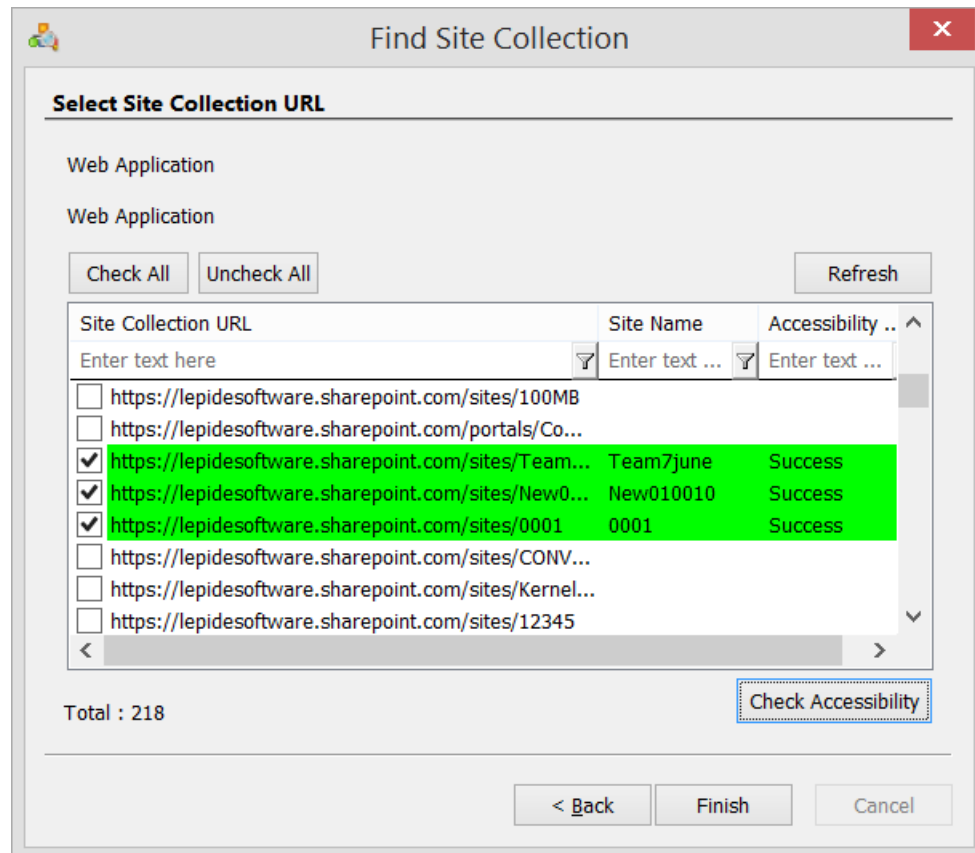 Find Site Collection
Select Site Collection URL
Web Application
Web Application
Check All Uncheck All Refresh
Site Collection URL Site Name Accessibility ..
Enter text here Enter text ... Enter text ...
https://lepidesoftware.sharepoint.com/sites/100MB
https://lepidesoftware.sharepoint.com/portals/Co...
https://lepidesoftware.sharepoint.com/sites/Team... Team7june Success
https://lepidesoftware.sharepoint.com/sites/New0... New010010 Success
https://lepidesoftware.sharepoint.com/sites/0001 0001 Success
https://lepidesoftware.sharepoint.com/sites/CONV...
https://lepidesoftware.sharepoint.com/sites/Kernel...
https://lepidesoftware.sharepoint.com/sites/12345
Total : 218 Check Accessibility
< Back Finish Cancel